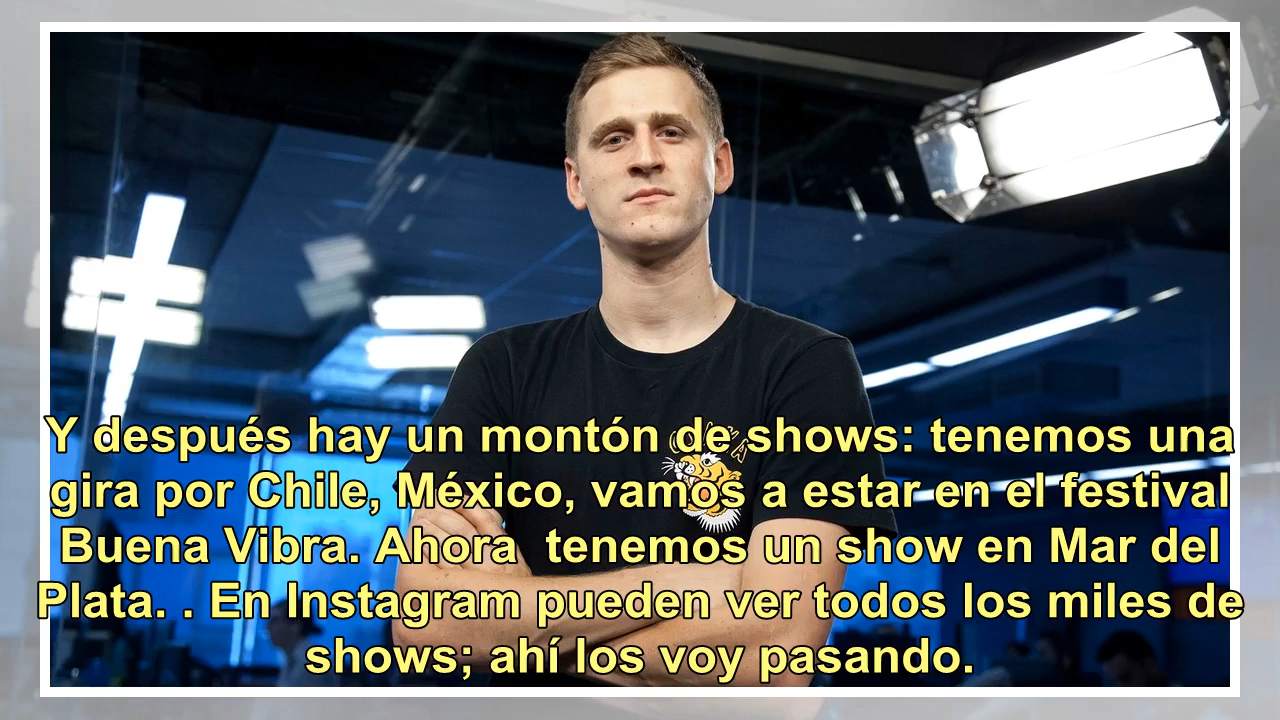 Y después hay un montón de shows: tenemos una
gira por Chile, México, vamos a estar en el festival
Buena Vibra. Ahora  tenemos un show en Mar del
Plata. . En Instagram pueden ver todos los miles de
shows; ahí los voy pasando.